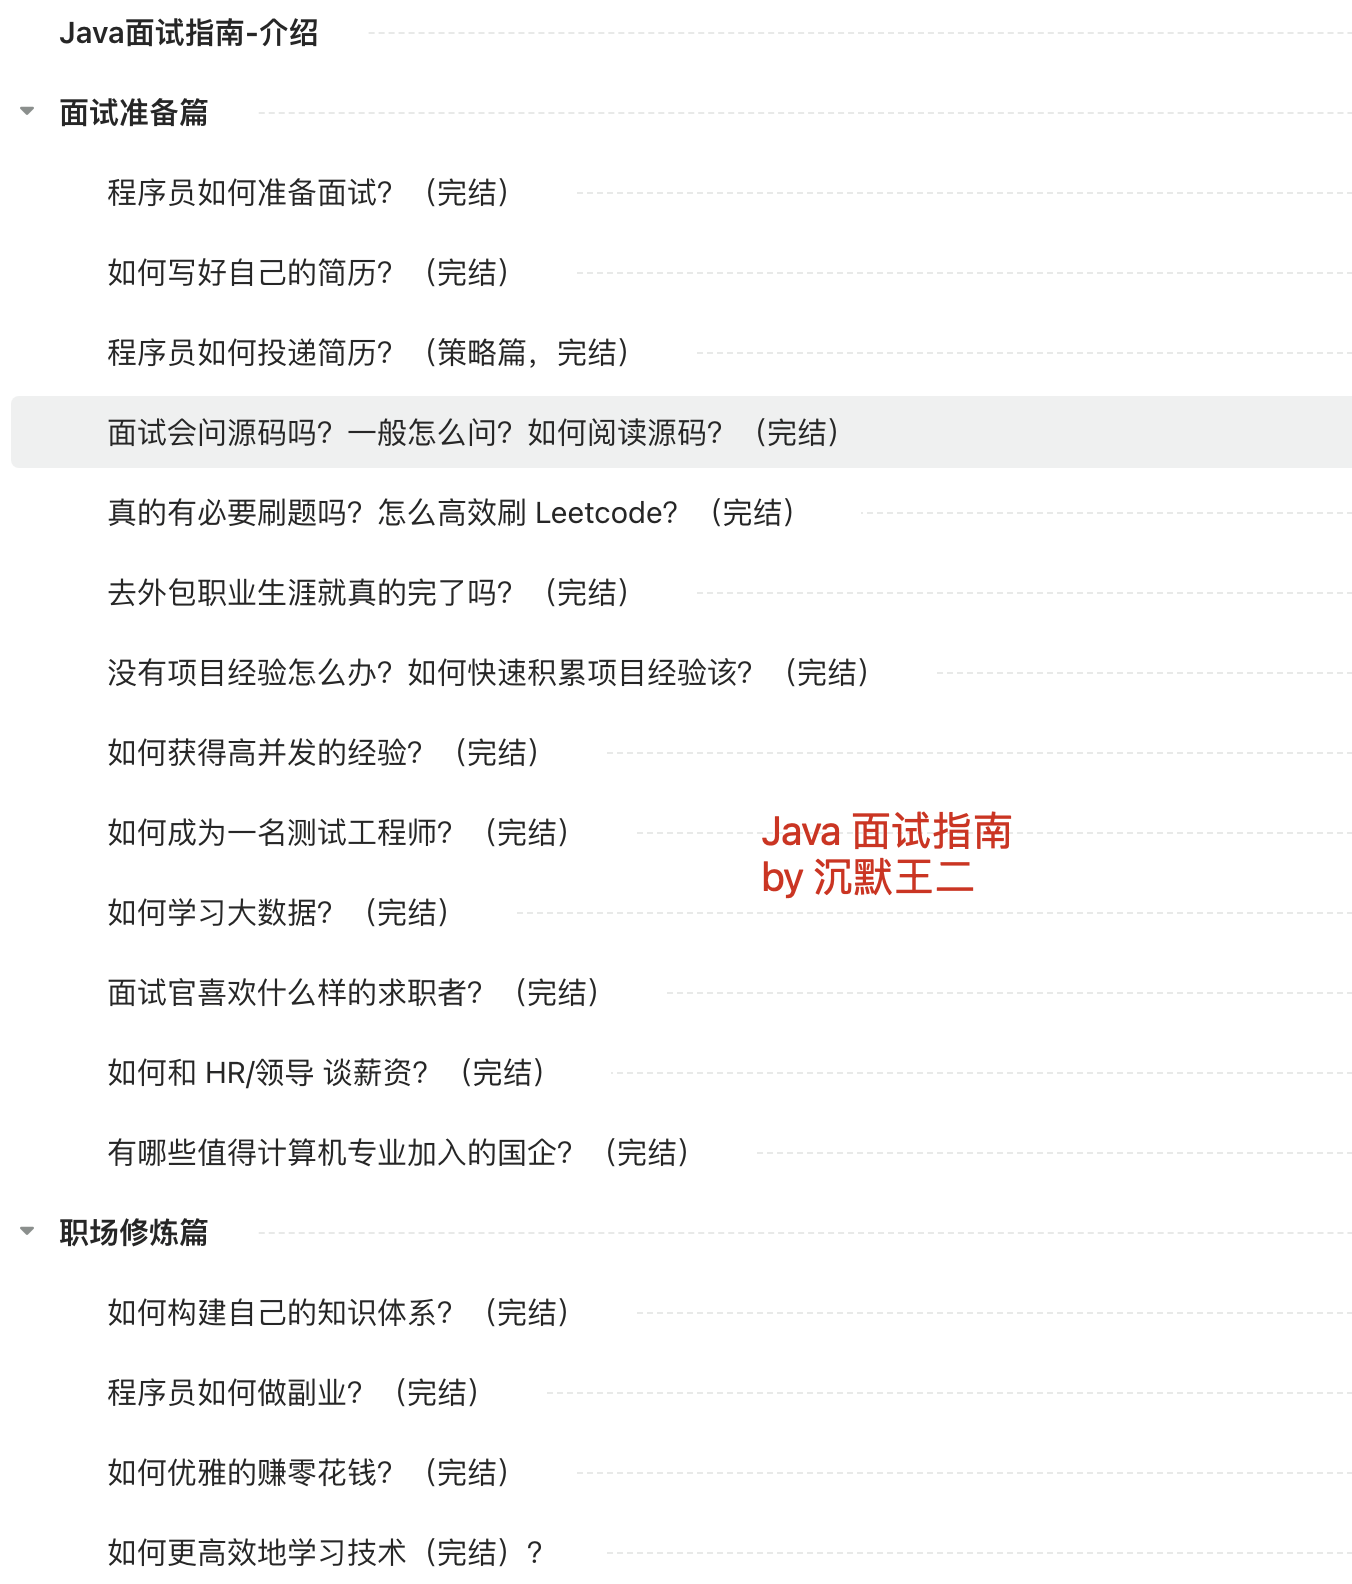 Java面试指南-介绍
面试准备篇
程序员如何准备面试？（完结）
如何写好自己的简历？（完结）
程序员如何投递简历？（策略篇，完结）
面试会问源码吗？一般怎么问？如何阅读源码？（完结）
真的有必要刷题吗？怎么高效刷 Leetcode？（完结）
去外包职业生涯就真的完了吗？（完结）
没有项目经验怎么办？如何快速积累项目经验该？（完结）
如何获得高并发的经验？（完结）
如何成为一名测试工程师？（完结）
Java 面试指南
by 沉默王二
如何学习大数据？（完结）
面试官喜欢什么样的求职者？（完结）
如何和 HR/领导 谈薪资？（完结）
有哪些值得计算机专业加入的国企？（完结）
职场修炼篇
如何构建自己的知识体系？（完结）
程序员如何做副业？（完结）
如何优雅的赚零花钱？（完结）
如何更高效地学习技术（完结）?